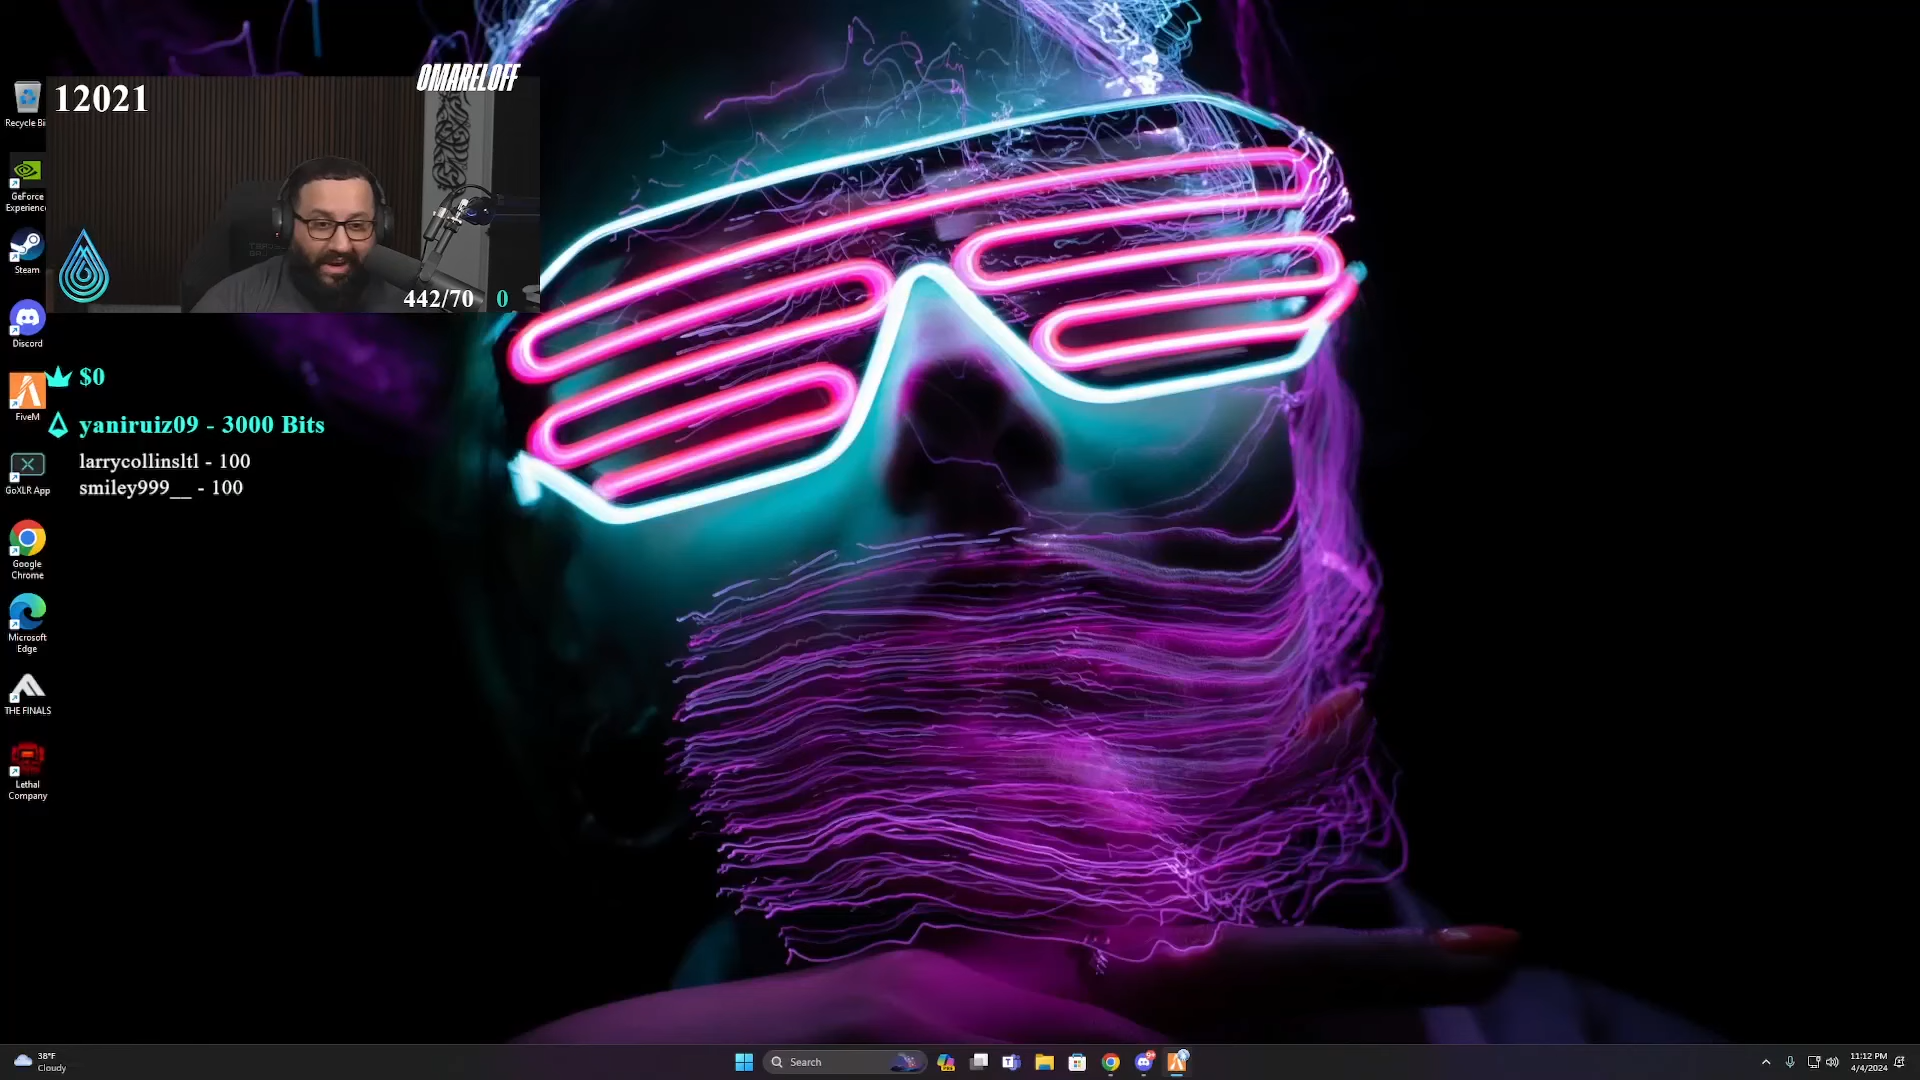 OMARELOFF
12021
Recycle Bi
GeForce
Experienc
Steam
442/70 0
Discord
$0
FiveM
yaniruiz09 - 3000 Bits
larrycollinsltl - 100
GoXLR App
smiley999__ - 100
Google
Chrome
Microsoft
Edge
THE FINALS
Lethal
Company
38°F
Cloudy
Search
11:12 PM
4/4/2024